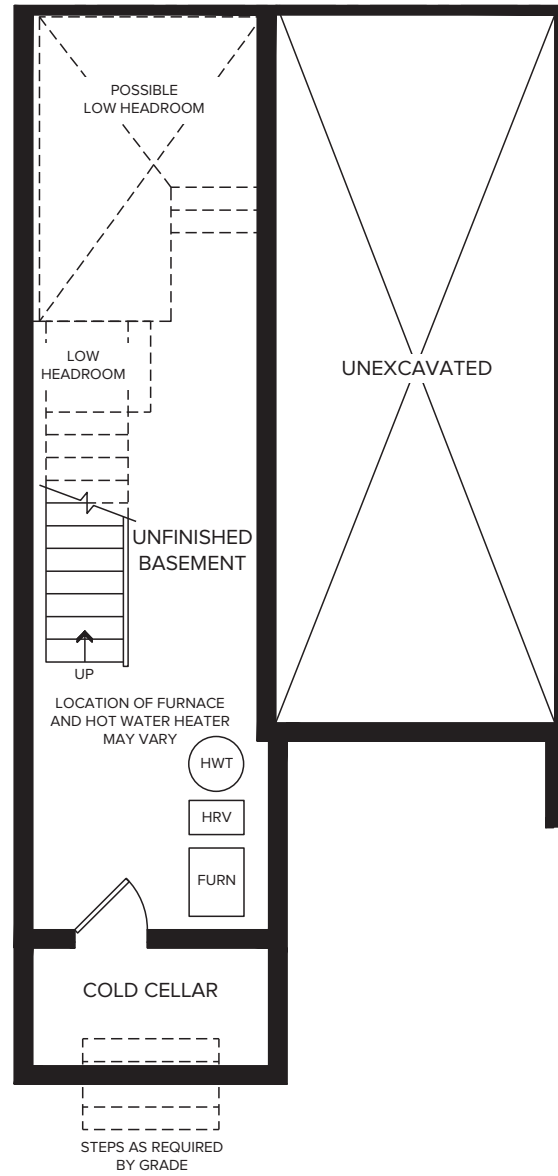 POSSIBLE
LOW HEADROOM
LOW
HEADROOM
UNEXCAVATED
UNFINISHED
BASEMENT
UP
LOCATION OF FURNACE
AND HOT WATER HEATER
MAY VARY
HWT
HRV
FURN
COLD CELLAR
STEPS AS REQUIRED
BY GRADE